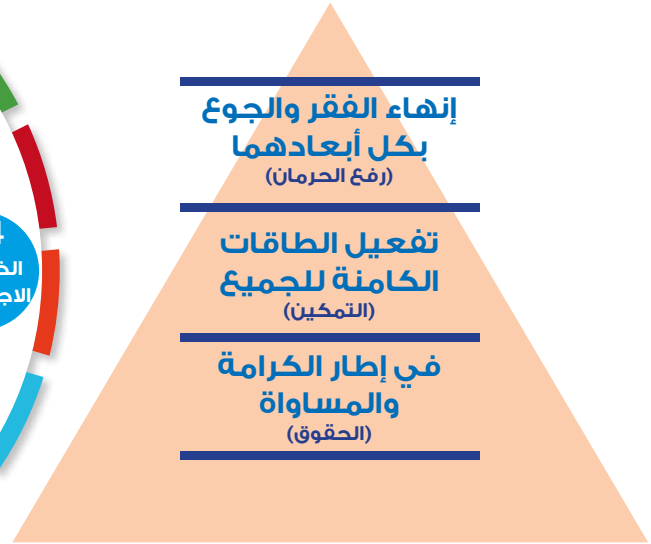 إنهاء الفقر والجوع
بكل أبعادهما
(رفع الحرمان)
تفعيل الطاقات
الكامنة للجميع
(التمكين)
في إطار الكرامة
والمساواة
(الحقوق)